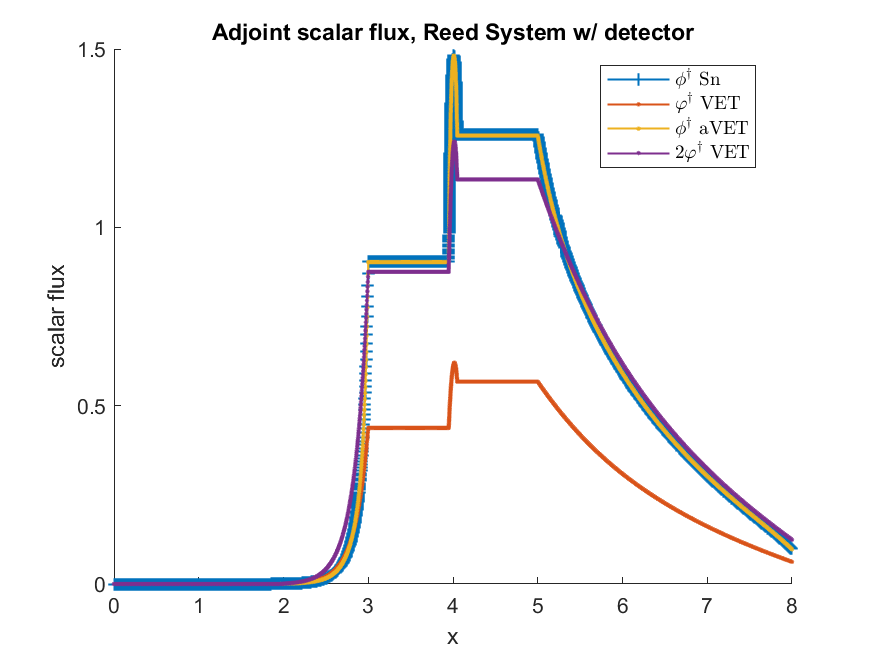 Adjoint scalar flux, Reed System w/ detector
ϕ† Sn
φ† VET
ϕ† aVET
2φ† VET
1.5
1
0.5
0
scalar flux
0 1 2 3 4 5 6 7 8
x